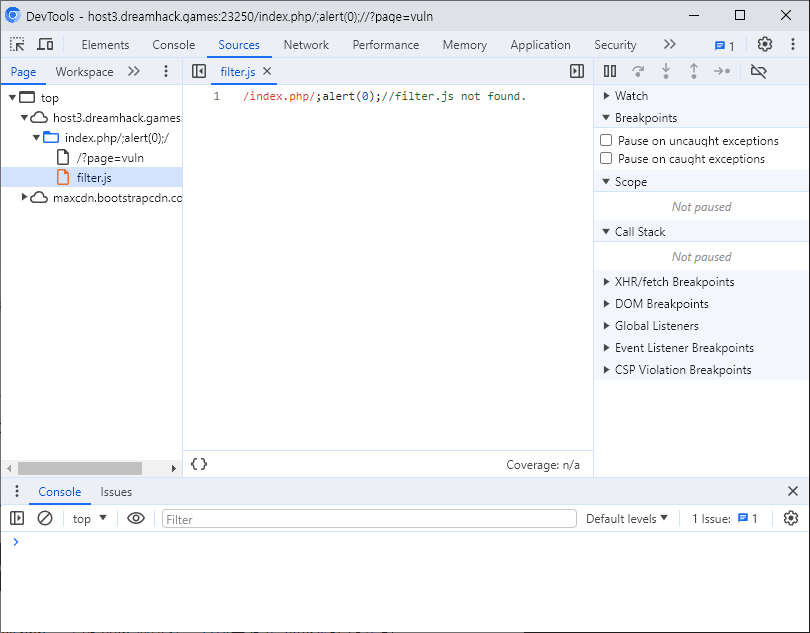 DevTools - host3.dreamhack.games:23250/index.php/;alert(0);//?page=vuln
Elements Console Sources Network Performance Memory Application Security 1
Page Workspace filter.js
top
host3.dreamhack.games
index.php/;alert(0);/
/?page=vuln
filter.js
maxcdn.bootstrapcdn.co
1 /index.php/;alert(0);//filter.js not found.
Coverage: n/a
Watch
Breakpoints
Pause on uncaught exceptions
Pause on caught exceptions
Scope
Not paused
Call Stack
Not paused
XHR/fetch Breakpoints
DOM Breakpoints
Global Listeners
Event Listener Breakpoints
CSP Violation Breakpoints
Console Issues
top Filter Default levels 1 Issue: 1